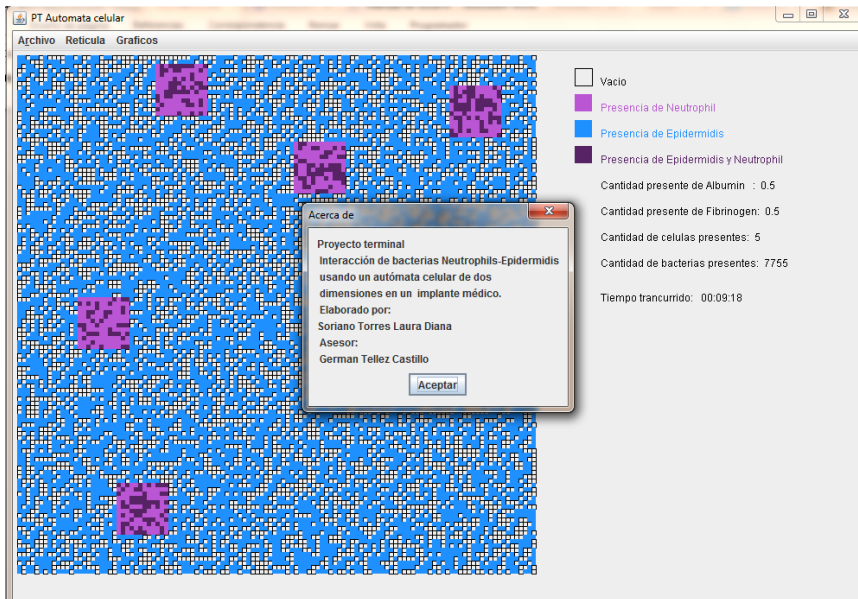 PT Automata celular
Archivo Reticula Graficos
Vacio
Presencia de Neutrophil
Presencia de Epidermidis
Presencia de Epidermidis y Neutrophil
Cantidad presente de Albumin : 0.5
Cantidad presente de Fibrinogen: 0.5
Cantidad de celulas presentes: 5
Cantidad de bacterias presentes: 7755
Tiempo trancurrido: 00:09:18
Acerca de
Proyecto terminal
Interacción de bacterias Neutrophils-Epidermidis
usando un autómata celular de dos
dimensiones en un implante médico.
Elaborado por:
Soriano Torres Laura Diana
Asesor:
German Tellez Castillo
Aceptar